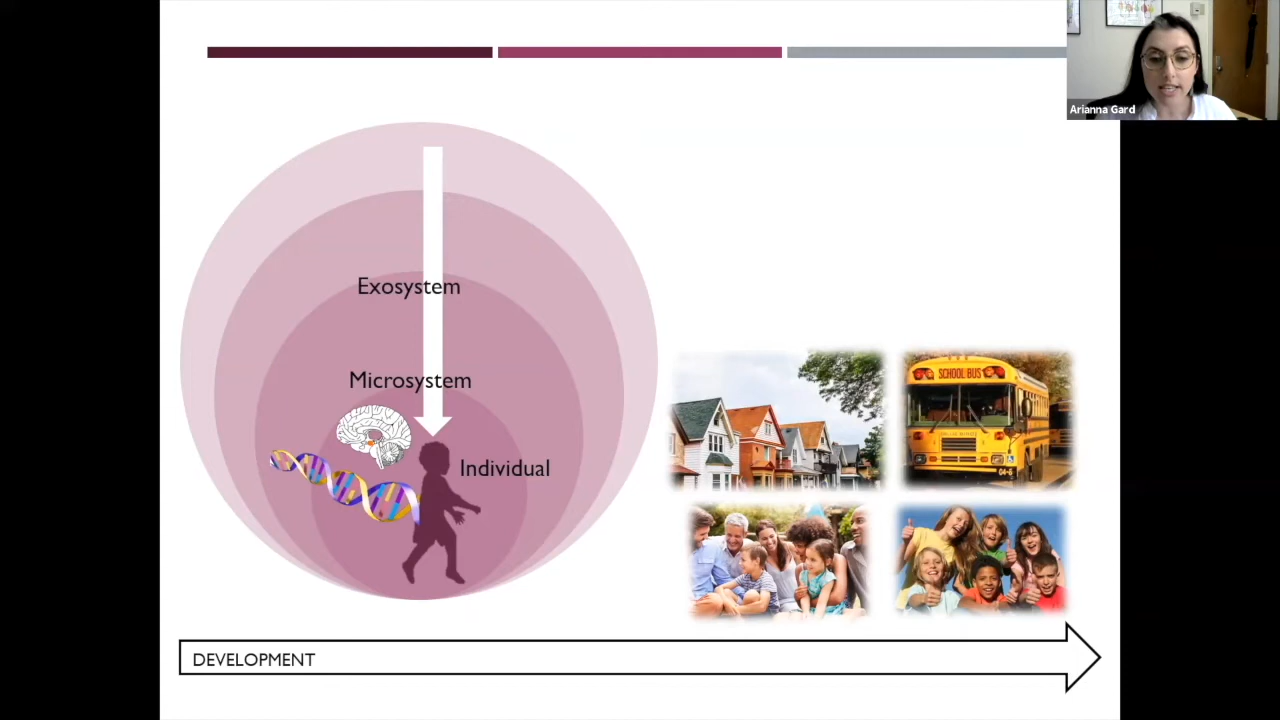 Arianna Gard
Exosystem
Microsystem
Individual
SCHOOL BUS
DEVELOPMENT